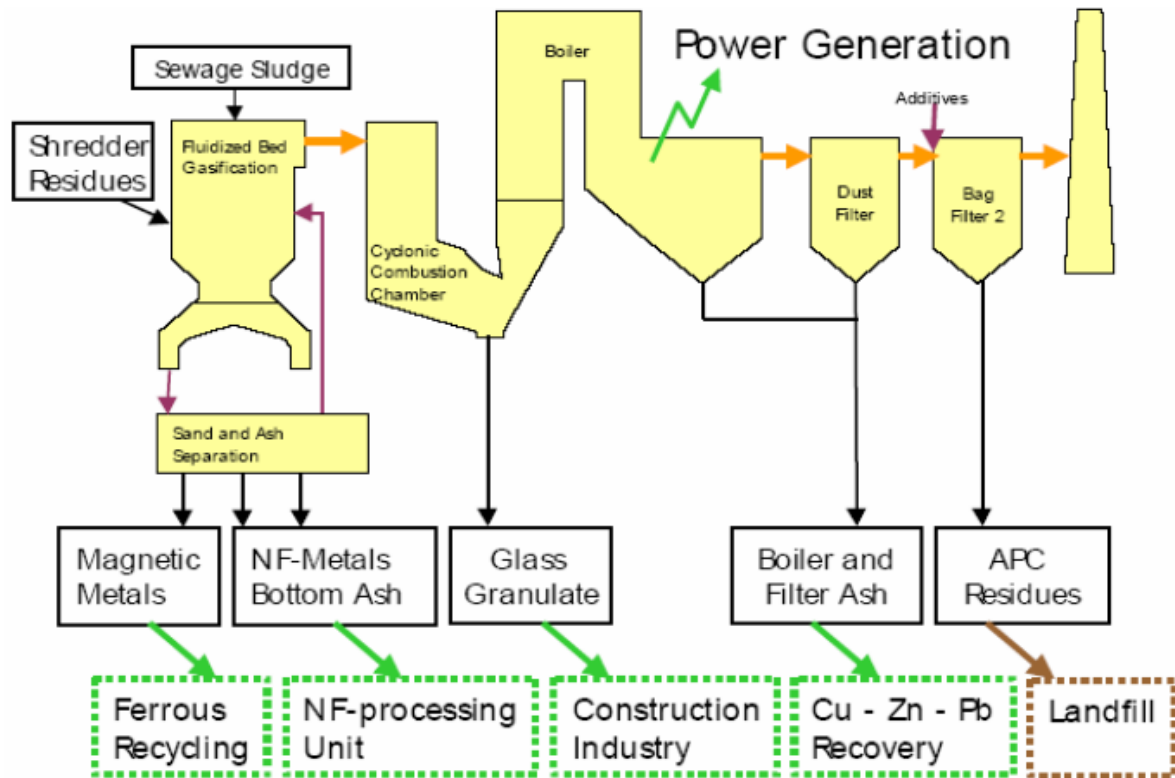 Sewage Sludge
Shredder
Residues
Fluidized Bed
Gasification
Boiler
Power Generation
Additives
Cyclonic
Combustion
Chamber
Dust
Filter
Bag
Filter 2
Sand and Ash
Separation
Magnetic
Metals
NF-Metals
Bottom Ash
Glass
Granulate
Boiler and
Filter Ash
APC
Residues
Ferrous
Recycling
NF-processing
Unit
Construction
Industry
Cu - Zn - Pb
Recovery
Landfill